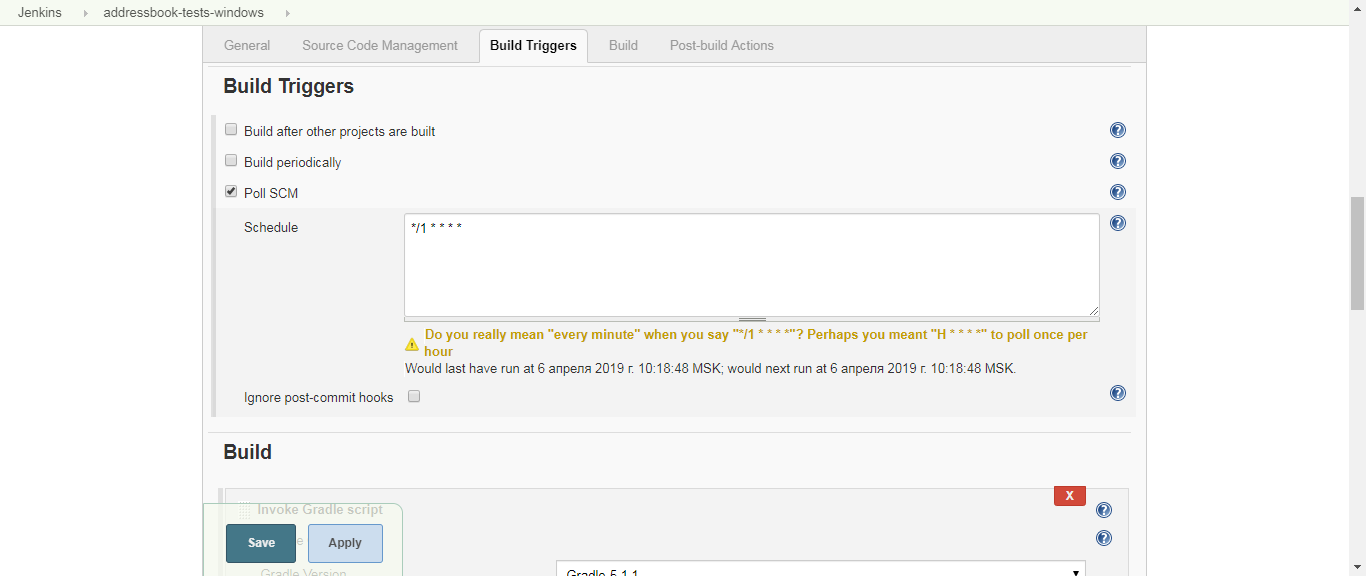 Jenkins addressbook-tests-windows
General Source Code Management Build Triggers Build Post-build Actions
Build Triggers
Build after other projects are built
Build periodically
Poll SCM
Schedule
*/1 * * * *
Do you really mean "every minute" when you say "*/1 * * * *"? Perhaps you meant "H * * * *" to poll once per
hour
Would last have run at 6 апреля 2019 г. 10:18:48 MSK; would next run at 6 апреля 2019 г. 10:18:48 MSK.
Ignore post-commit hooks
Build
X
Invoke Gradle script
Save Apply
Gradle Version
Gradle 5.1.1